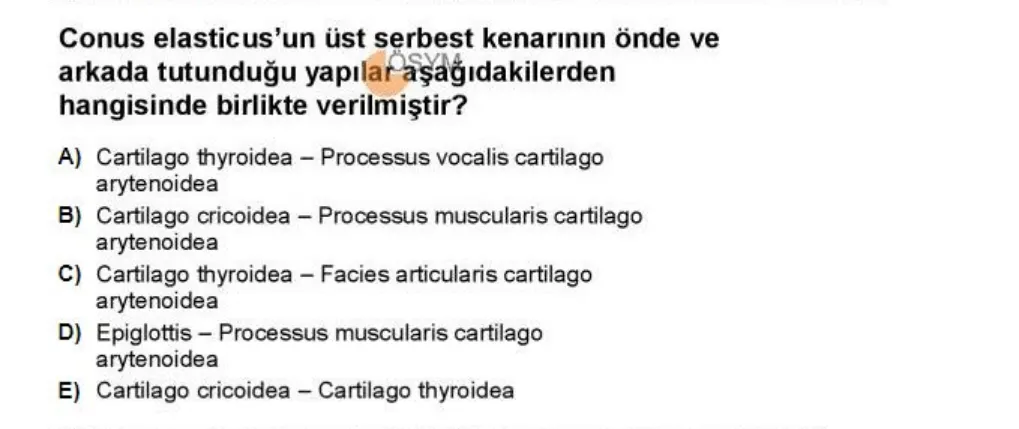 Conus elasticus’un üst serbest kenarının önde ve
arkada tutunduğu yapılar aşağıdakilerden
hangisinde birlikte verilmiştir?
ÖSYM
A) Cartilago thyroidea – Processus vocalis cartilago
arytenoidea
B) Cartilago cricoidea – Processus muscularis cartilago
arytenoidea
C) Cartilago thyroidea – Facies articularis cartilago
arytenoidea
D) Epiglottis – Processus muscularis cartilago
arytenoidea
E) Cartilago cricoidea – Cartilago thyroidea